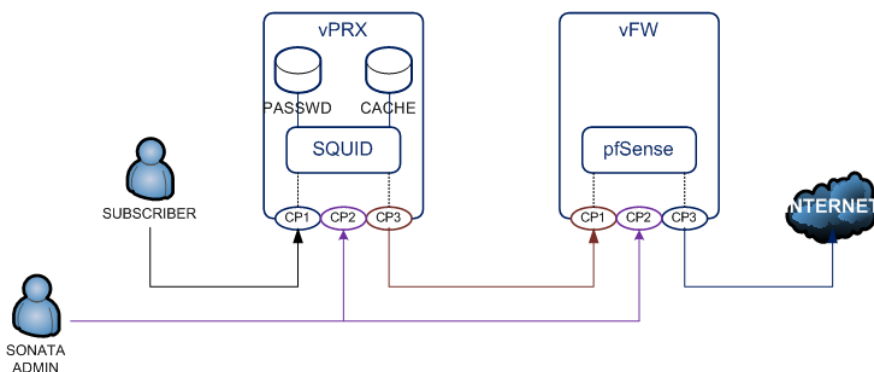 vPRX
vFW
PASSWD
CACHE
SQUID
pfSense
SUBSCRIBER
CP1
CP2
CP3
CP1
CP2
CP3
INTERNET
SONATA
ADMIN